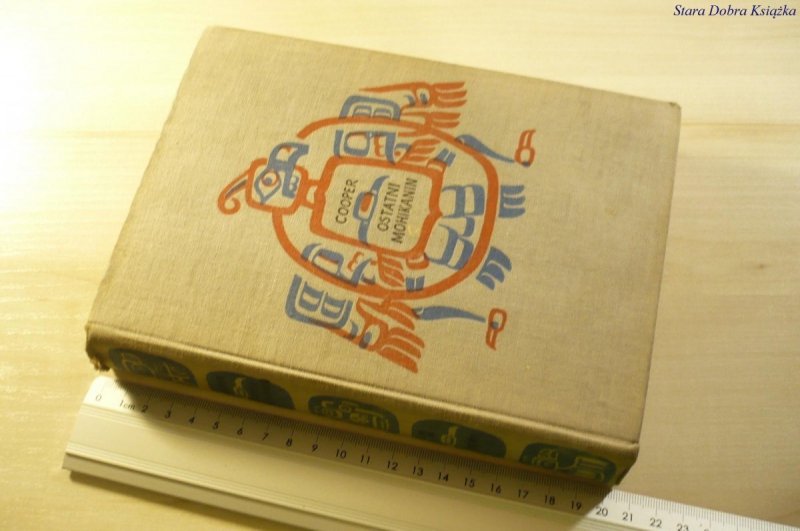 Stara Dobra Książka
COOPER
OSTATNI
MOHIKANIN
0 1cm 2 3 4 5 6 7 8 9 10 11 12 13 14 15 16 17 18 19 20 21 22 23